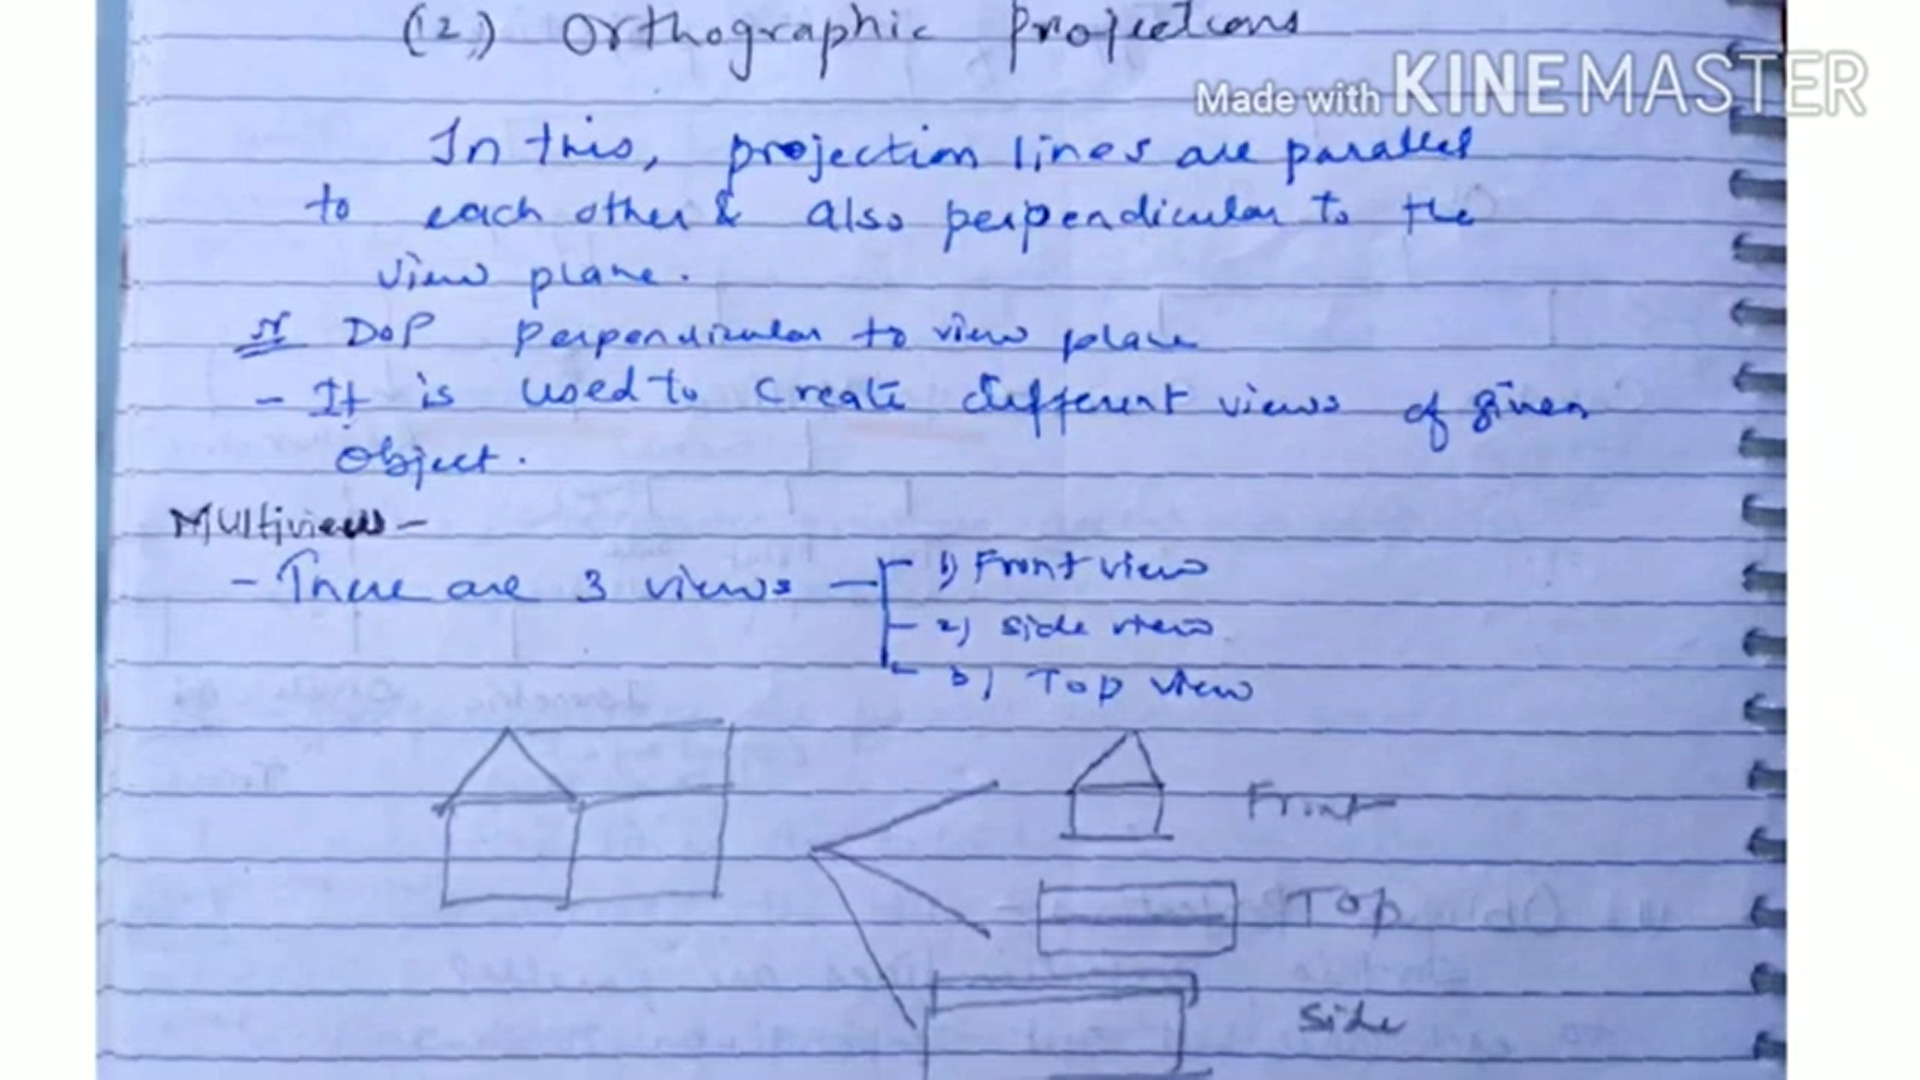 (2.) Orthographic Projections
Made with KINEMASTER
In this, projection lines are parallel
to each other & also perpendicular to the
view plane.
DOP perpendicular to view plane
- It is used to create different views of given
object.
Multiview -
- There are 3 views - 1) Front view
2) side view
3) Top view
Front
Top
Side